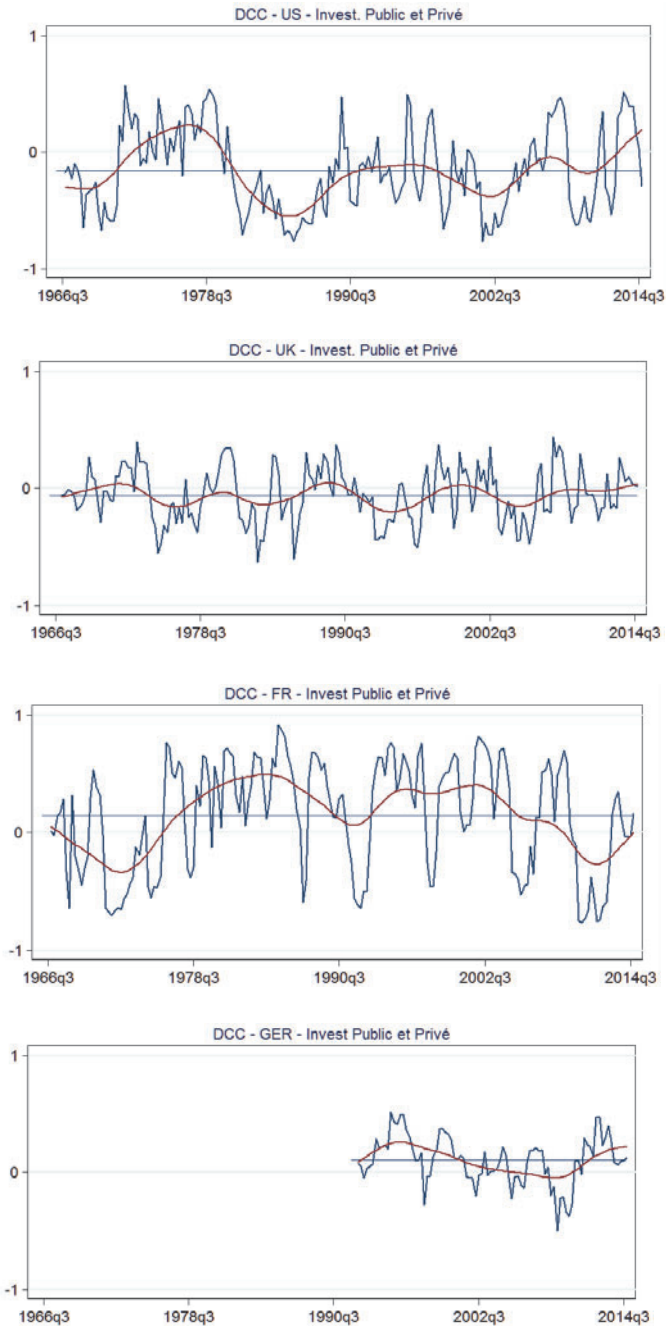 DCC - US - Invest. Public et Privé
1
0
-1
1966q3 1978q3 1990q3 2002q3 2014q3
DCC - UK - Invest. Public et Privé
1
0
-1
1966q3 1978q3 1990q3 2002q3 2014q3
DCC - FR - Invest Public et Privé
1
0
-1
1966q3 1978q3 1990q3 2002q3 2014q3
DCC - GER - Invest Public et Privé
1
0
-1
1966q3 1978q3 1990q3 2002q3 2014q3